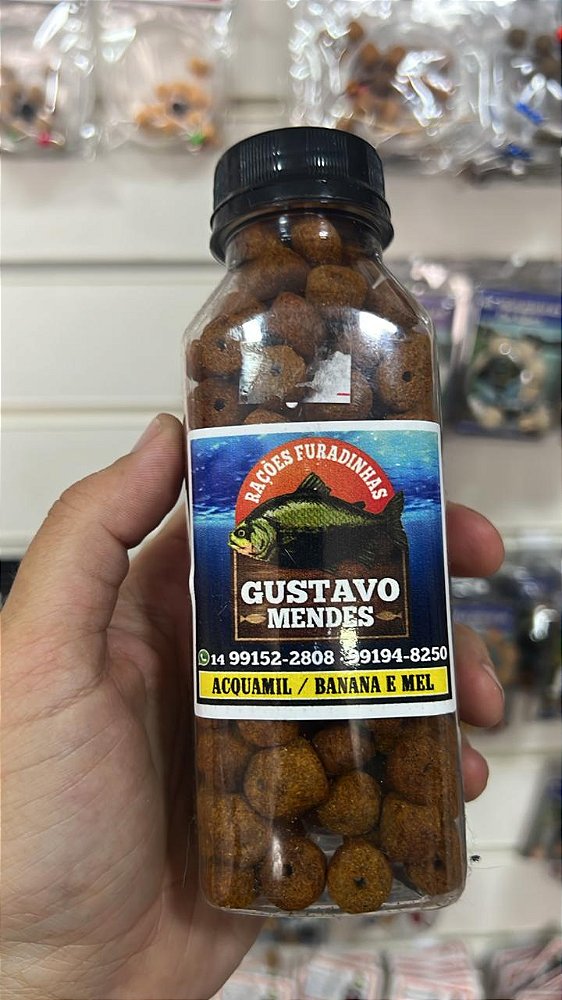 RAÇÕES FURADINHAS
GUSTAVO
MENDES
14 99152-2808 - 99194-8250
ACQUAMIL / BANANA E MEL